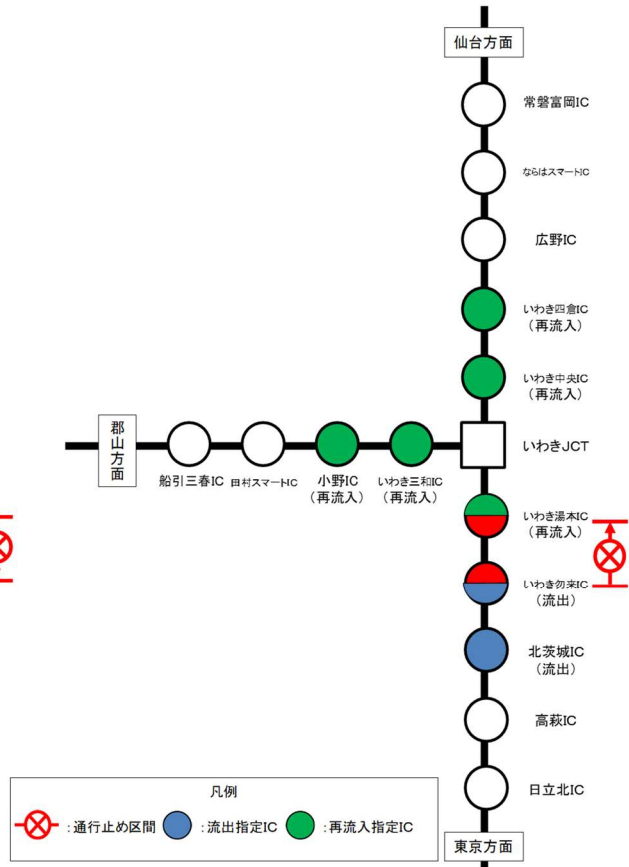 仙台方面
常磐富岡IC
ならはスマートIC
広野IC
いわき四倉IC
(再流入)
いわき中央IC
(再流入)
郡山方面
船引三春IC
田村スマートIC
小野IC
(再流入)
いわき三和IC
(再流入)
いわきJCT
いわき湯本IC
(再流入)
いわき勿来IC
(流出)
北茨城IC
(流出)
高萩IC
日立北IC
東京方面
凡例
:通行止め区間
:流出指定IC
:再流入指定IC